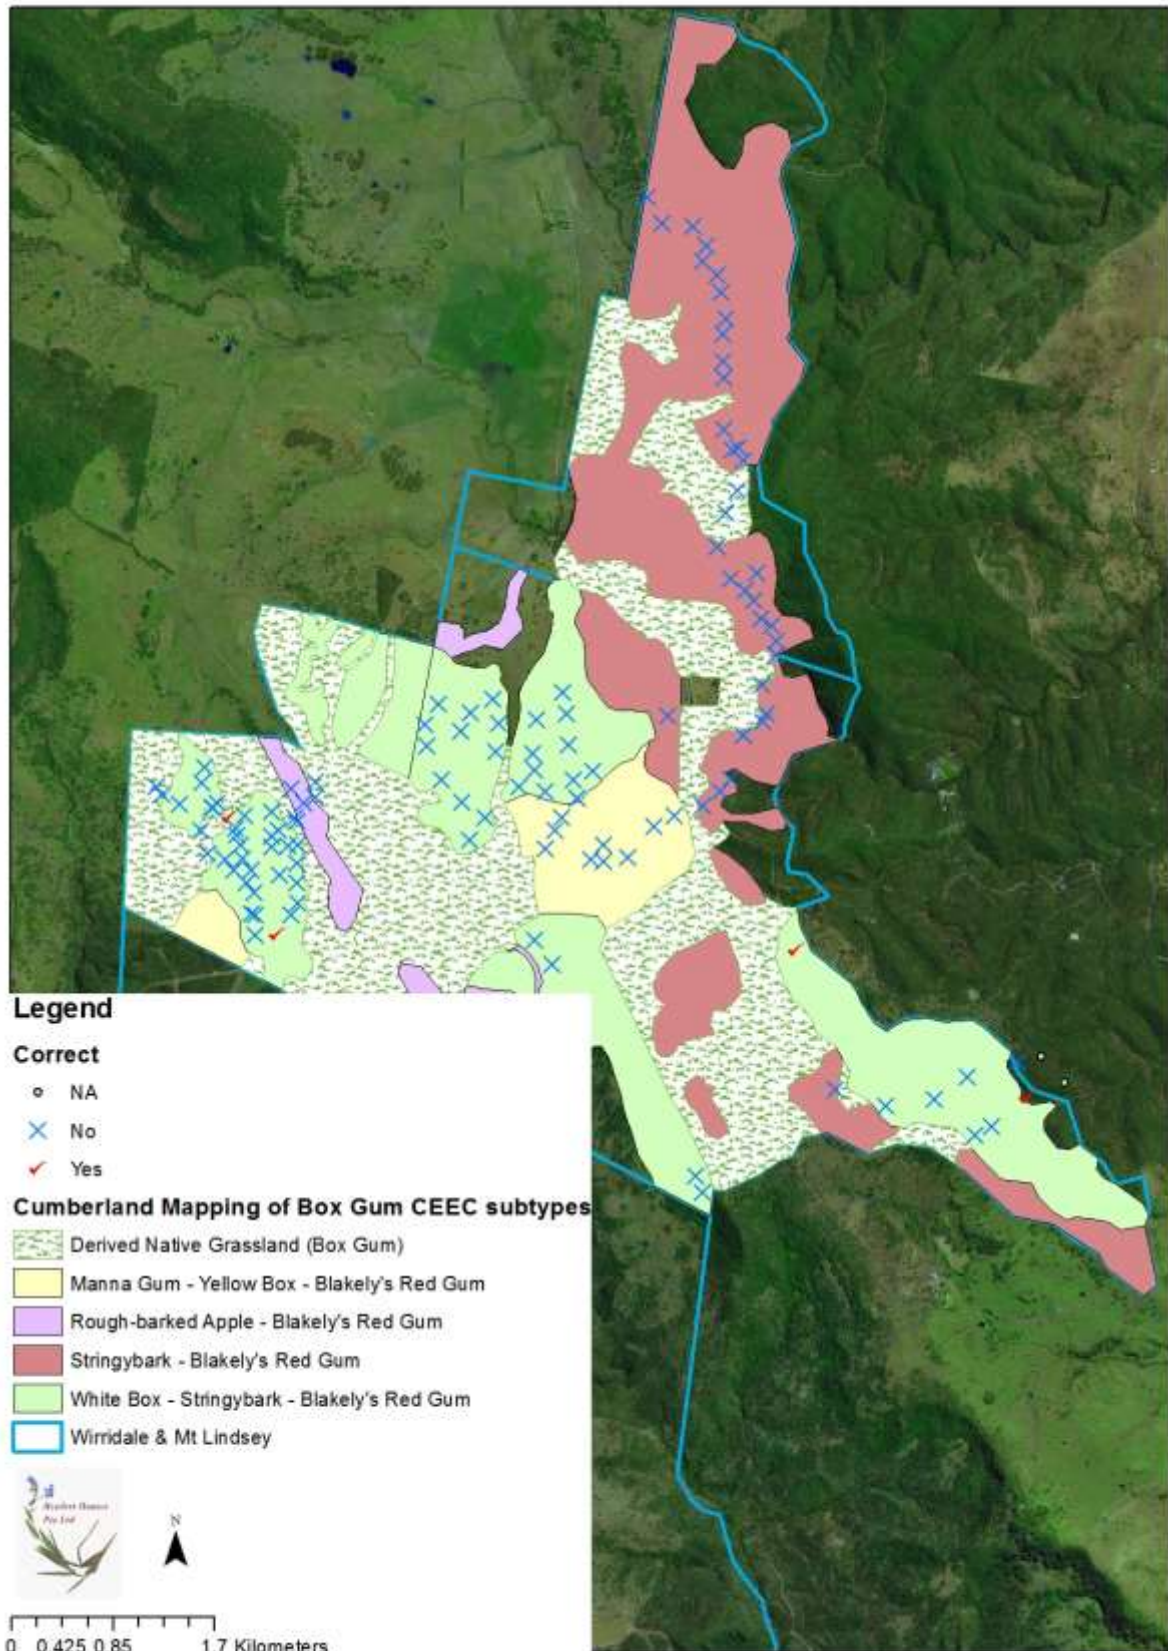 Legend
Correct
NA
No
Yes
Cumberland Mapping of Box Gum CEEC subtypes
Derived Native Grassland (Box Gum)
Manna Gum - Yellow Box - Blakely's Red Gum
Rough-barked Apple - Blakely's Red Gum
Stringybark - Blakely's Red Gum
White Box - Stringybark - Blakely's Red Gum
Wirridale & Mt Lindsey
Pty Ltd
N
0 0.425 0.85 1.7 Kilometers